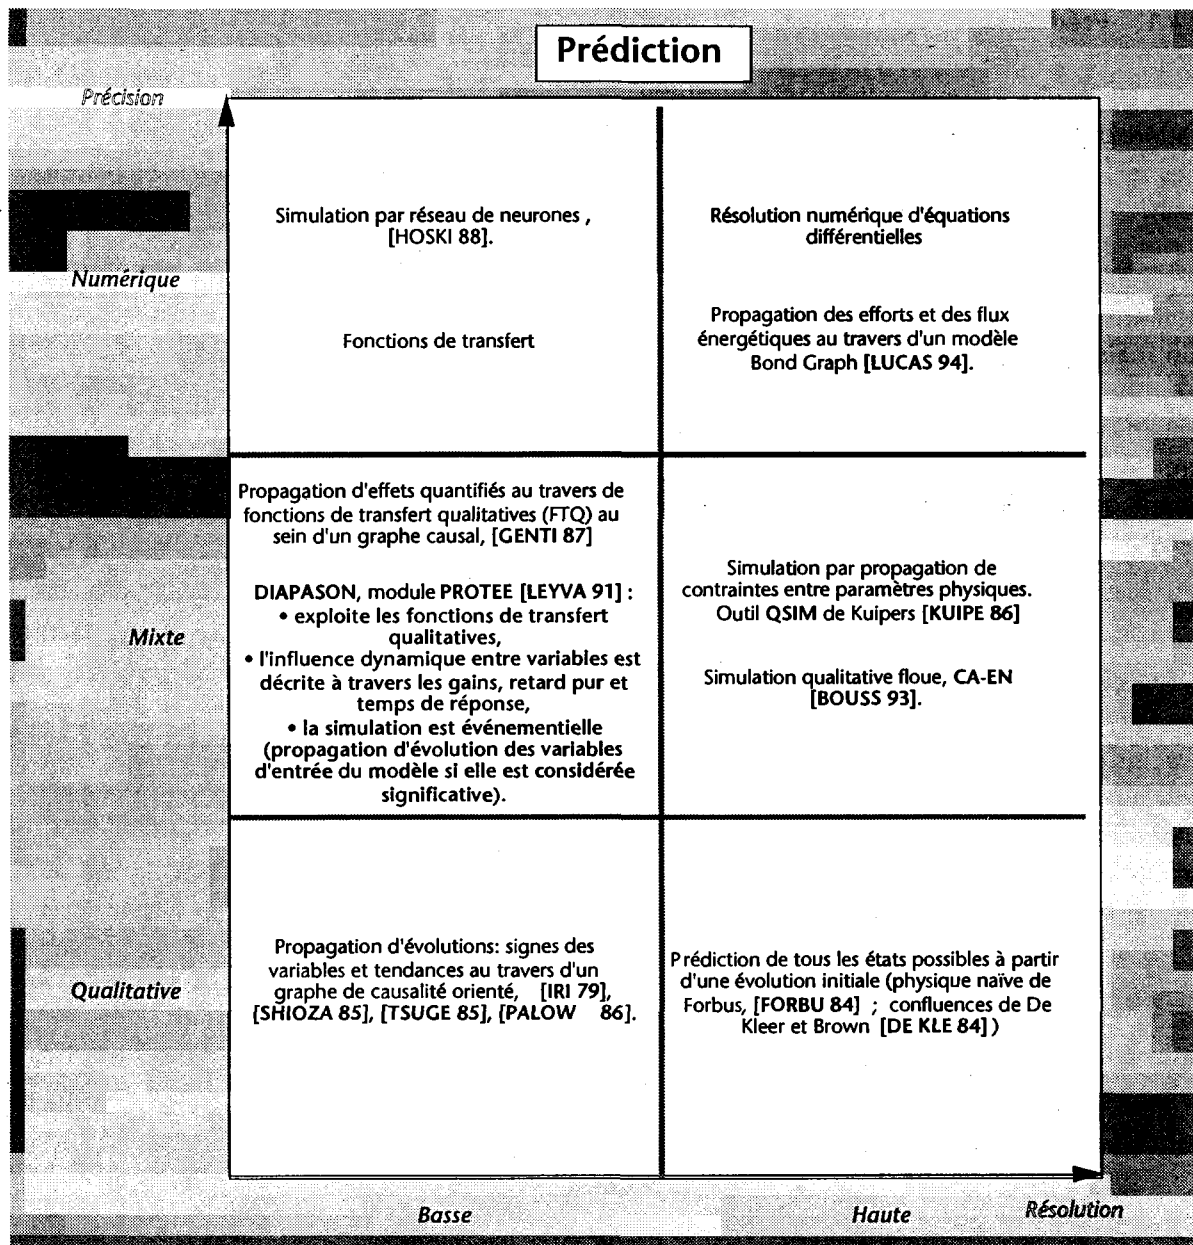 Prédiction
Précision
Simulation par réseau de neurones ,
[HOSKI 88].
Fonctions de transfert
Résolution numérique d'équations
différentielles
Propagation des efforts et des flux
énergétiques au travers d'un modèle
Bond Graph [LUCAS 94].
Numérique
Propagation d'effets quantifiés au travers de
fonctions de transfert qualitatives (FTQ) au
sein d'un graphe causal, [GENTI 87]
DIAPASON, module PROTEE [LEYVA 91] :
• exploite les fonctions de transfert
qualitatives,
• l'influence dynamique entre variables est
décrite à travers les gains, retard pur et
temps de réponse,
• la simulation est événementielle
(propagation d'évolution des variables
d'entrée du modèle si elle est considérée
significative).
Simulation par propagation de
contraintes entre paramètres physiques.
Outil QSIM de Kuipers [KUIPE 86]
Simulation qualitative floue, CA-EN
[BOUSS 93].
Mixte
Propagation d'évolutions: signes des
variables et tendances au travers d'un
graphe de causalité orienté, [IRI 79],
[SHIOZA 85], [TSUGE 85], [PALOW 86].
Prédiction de tous les états possibles à partir
d'une évolution initiale (physique naïve de
Forbus, [FORBU 84] ; confluences de De
Kleer et Brown [DE KLE 84] )
Qualitative
Basse
Haute
Résolution